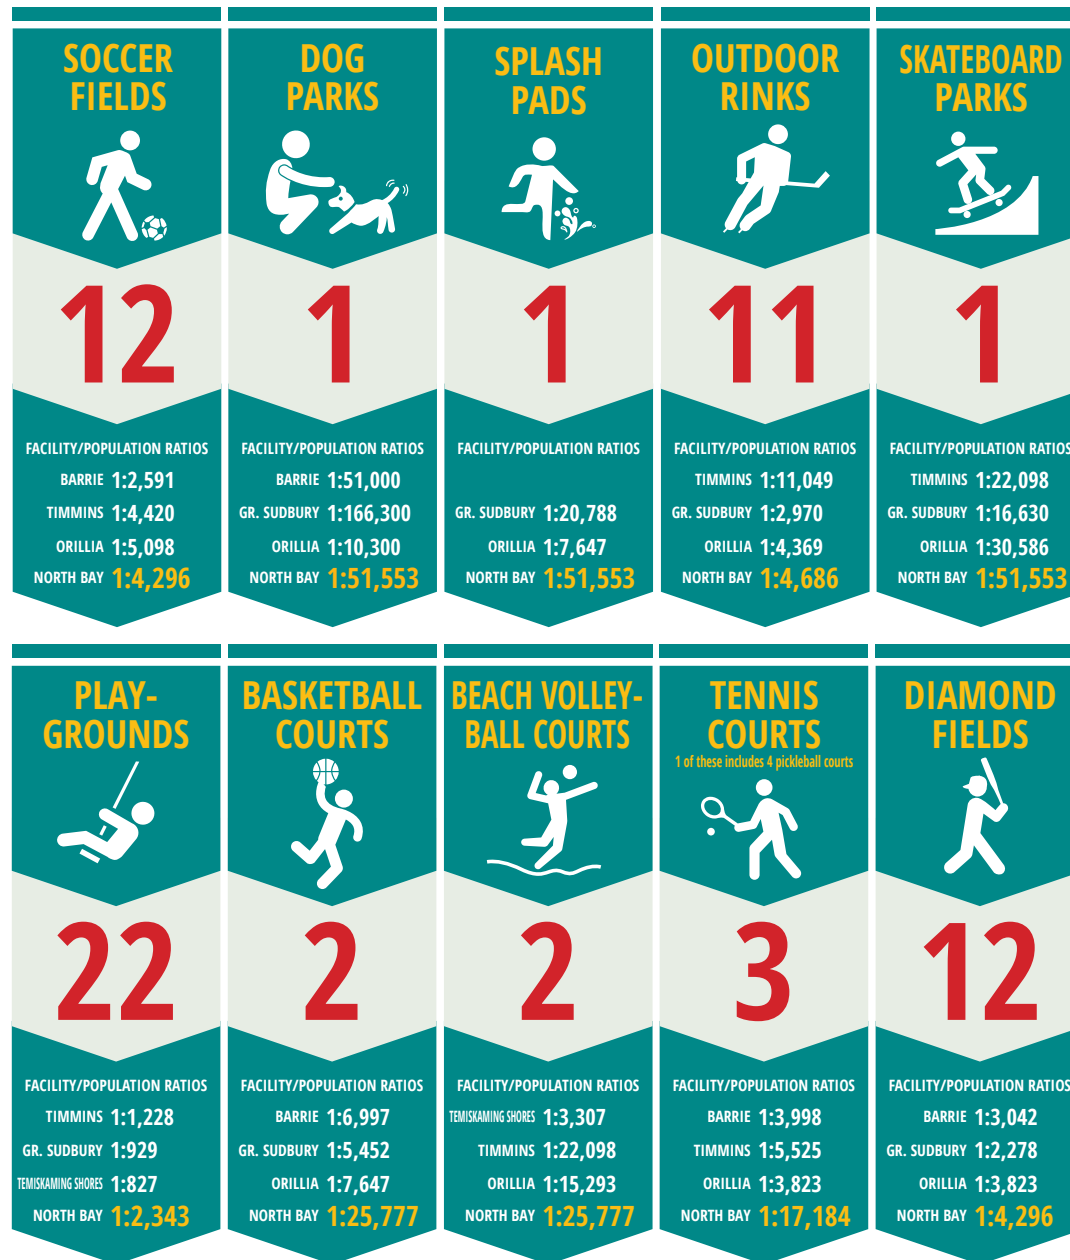 SOCCER
FIELDS
12
FACILITY/POPULATION RATIOS
BARRIE 1:2,591
TIMMINS 1:4,420
ORILLIA 1:5,098
NORTH BAY 1:4,296
DOG
PARKS
1
FACILITY/POPULATION RATIOS
BARRIE 1:51,000
GR. SUDBURY 1:166,300
ORILLIA 1:10,300
NORTH BAY 1:51,553
SPLASH
PADS
1
FACILITY/POPULATION RATIOS
GR. SUDBURY 1:20,788
ORILLIA 1:7,647
NORTH BAY 1:51,553
OUTDOOR
RINKS
11
FACILITY/POPULATION RATIOS
TIMMINS 1:11,049
GR. SUDBURY 1:2,970
ORILLIA 1:4,369
NORTH BAY 1:4,686
SKATEBOARD
PARKS
1
FACILITY/POPULATION RATIOS
TIMMINS 1:22,098
GR. SUDBURY 1:16,630
ORILLIA 1:30,586
NORTH BAY 1:51,553
PLAY-
GROUNDS
22
FACILITY/POPULATION RATIOS
TIMMINS 1:1,228
GR. SUDBURY 1:929
TEMISKAMING SHORES 1:827
NORTH BAY 1:2,343
BASKETBALL
COURTS
2
FACILITY/POPULATION RATIOS
BARRIE 1:6,997
GR. SUDBURY 1:5,452
ORILLIA 1:7,647
NORTH BAY 1:25,777
BEACH VOLLEY-
BALL COURTS
2
FACILITY/POPULATION RATIOS
TEMISKAMING SHORES 1:3,307
TIMMINS 1:22,098
ORILLIA 1:15,293
NORTH BAY 1:25,777
TENNIS
COURTS
1 of these includes 4 pickleball courts
3
FACILITY/POPULATION RATIOS
BARRIE 1:3,998
TIMMINS 1:5,525
ORILLIA 1:3,823
NORTH BAY 1:17,184
DIAMOND
FIELDS
12
FACILITY/POPULATION RATIOS
BARRIE 1:3,042
GR. SUDBURY 1:2,278
ORILLIA 1:3,823
NORTH BAY 1:4,296